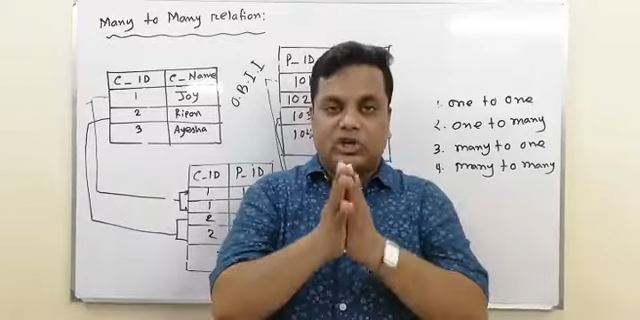 Many to Many relation:
C_ID C_Name
1 Joy
2 Ripon
3 Ayesha
O.B.I.I
P_ID
101
102
103
C_ID P_ID
1 1
1
2
2
1. one to one
2. one to many
3. many to one
4. many to many